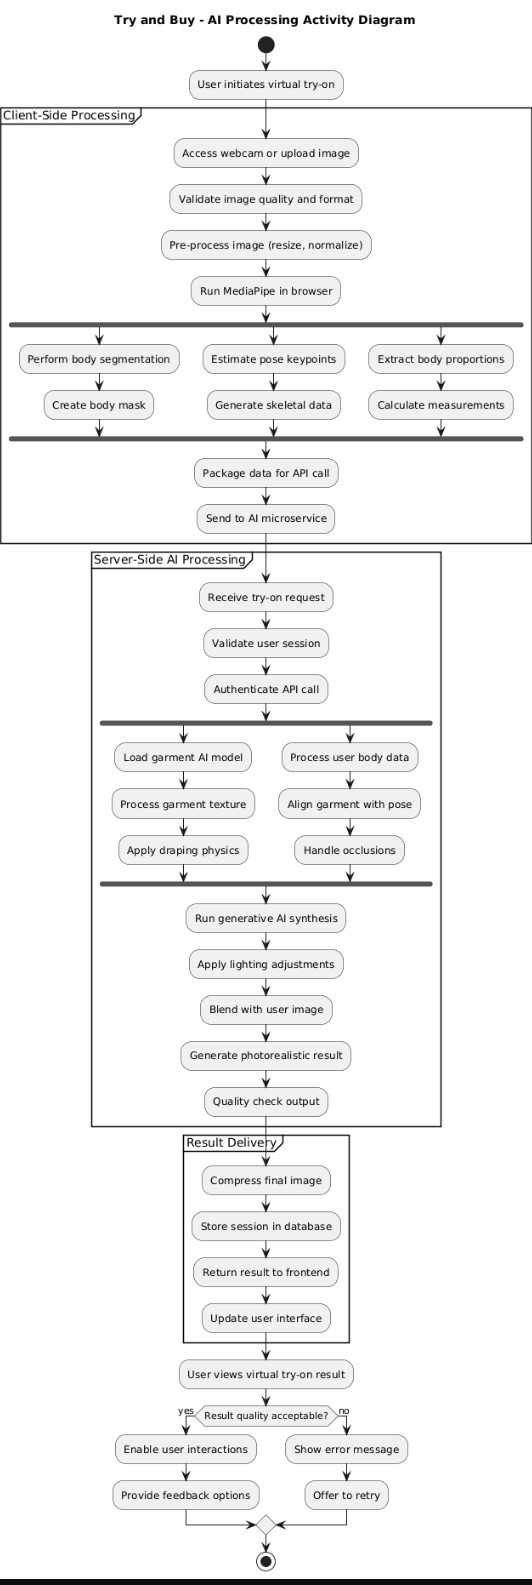 Try and Buy - AI Processing Activity Diagram
User initiates virtual try-on
Client-Side Processing
Access webcam or upload image
Validate image quality and format
Pre-process image (resize, normalize)
Run MediaPipe in browser
Perform body segmentation
Create body mask
Estimate pose keypoints
Generate skeletal data
Extract body proportions
Calculate measurements
Package data for API call
Send to AI microservice
Server-Side AI Processing
Receive try-on request
Validate user session
Authenticate API call
Load garment AI model
Process garment texture
Apply draping physics
Process user body data
Align garment with pose
Handle occlusions
Run generative AI synthesis
Apply lighting adjustments
Blend with user image
Generate photorealistic result
Quality check output
Result Delivery
Compress final image
Store session in database
Return result to frontend
Update user interface
User views virtual try-on result
Result quality acceptable?
yes
Enable user interactions
Provide feedback options
no
Show error message
Offer to retry